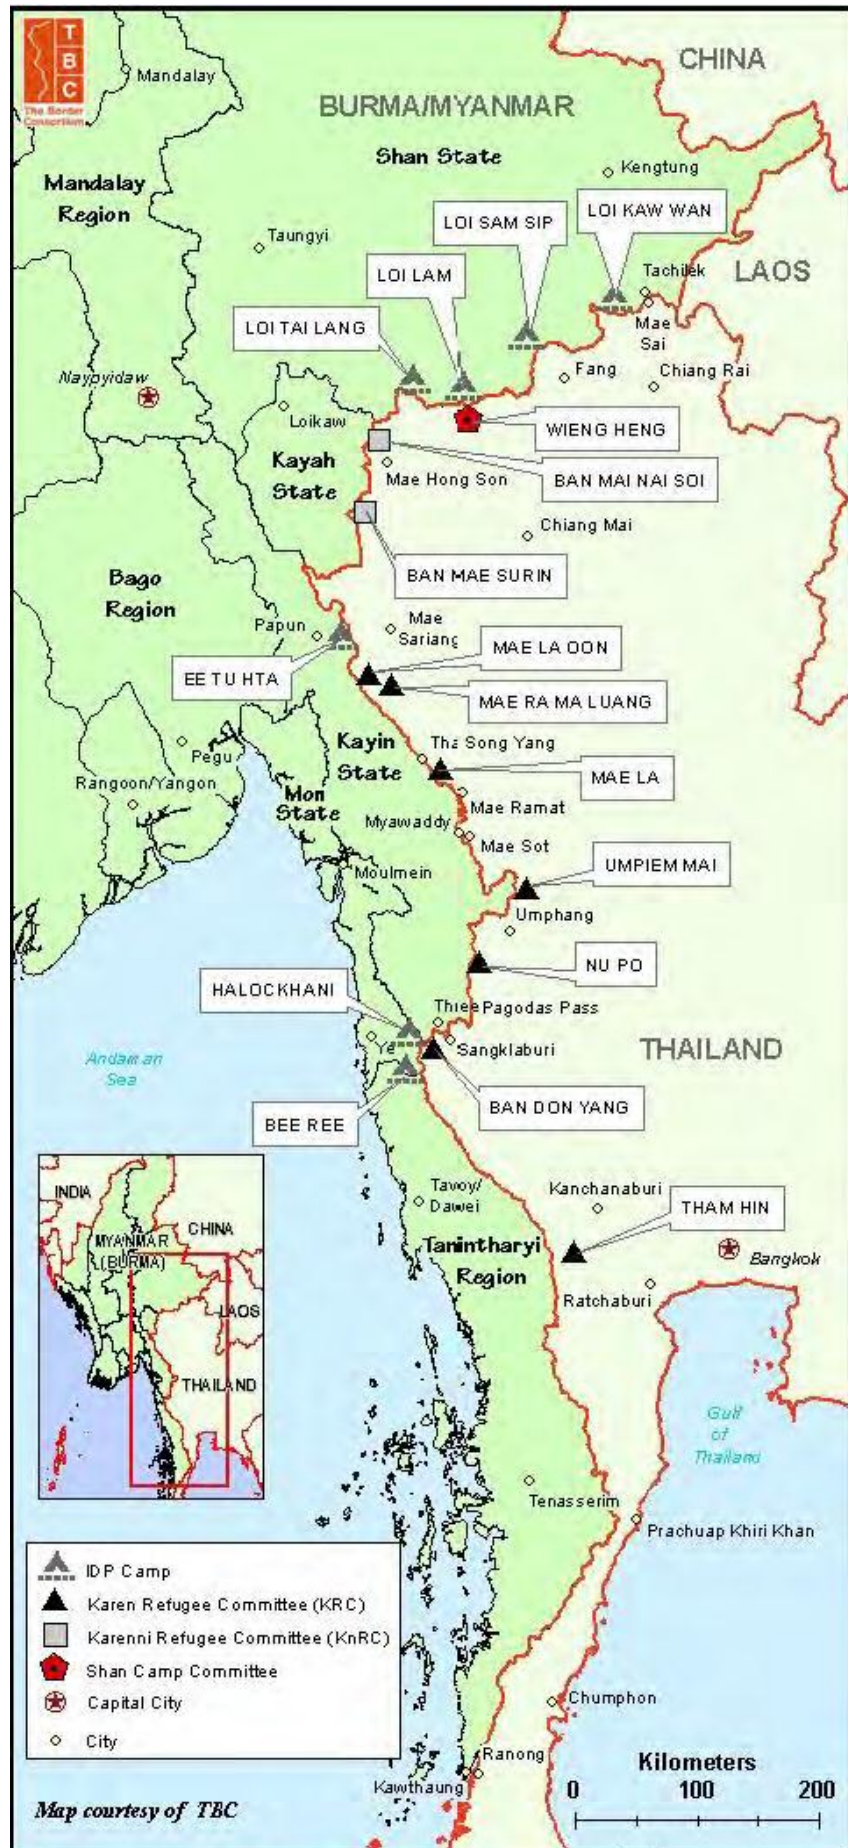 T
B
C
The Border
Consortium
CHINA
Mandalay
BURMA/MYANMAR
Shan State
Mandalay
Region
Kengtung
LOI SAM SIP
LOI KAW WAN
Taungyi
LOI LAM
Tachilek
LAOS
LOI TAI LANG
Mae
Sai
Naypyidaw
Fang
Chiang Rai
Loikaw
WIENG HENG
Kayah
State
Mae Hong Son
BAN MAI NAI SOI
Chiang Mai
Bago
Region
BAN MAE SURIN
Papun
Mae
Sariang
MAE LA OON
EE TU HTA
MAE RA MA LUANG
Kayin
State
Tha Song Yang
Pegu
MAE LA
Rangoon/Yangon
Mon
State
Mae Ramat
Myawaddy
Mae Sot
UMPIEM MAI
Moulmein
Umphang
NU PO
HALOCKHANI
Three Pagodas Pass
Ye
Sangklaburi
THAILAND
Andaman
Sea
BAN DON YANG
BEE REE
Tavoy/
Dawei
Kanchanaburi
THAM HIN
INDIA
CHINA
MYANMAR
(BURMA)
LAOS
THAILAND
Tanintharyi
Region
Bangkok
Ratchaburi
Gulf
of
Thailand
Tenasserim
Prachuap Khiri Khan
IDP Camp
Karen Refugee Committee (KRC)
Karenni Refugee Committee (KnRC)
Shan Camp Committee
Capital City
City
Chumphon
Ranong
Kawthaung
Kilometers
0 100 200
Map courtesy of TBC